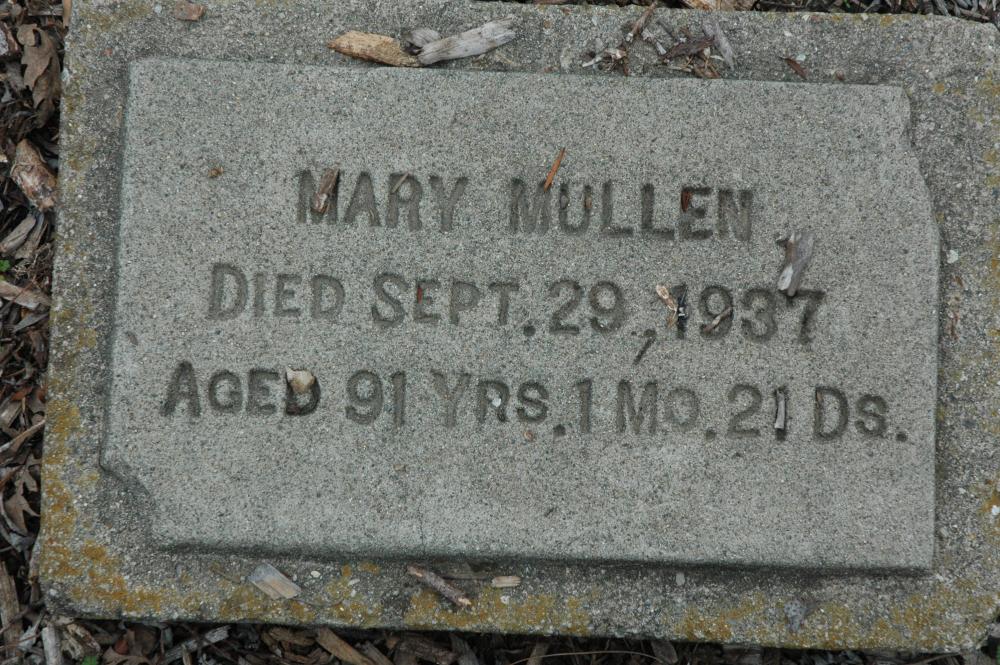 MARY MULLEN
DIED SEPT. 29, 1937
AGED 91 YRS. 1 MO. 21 DS.